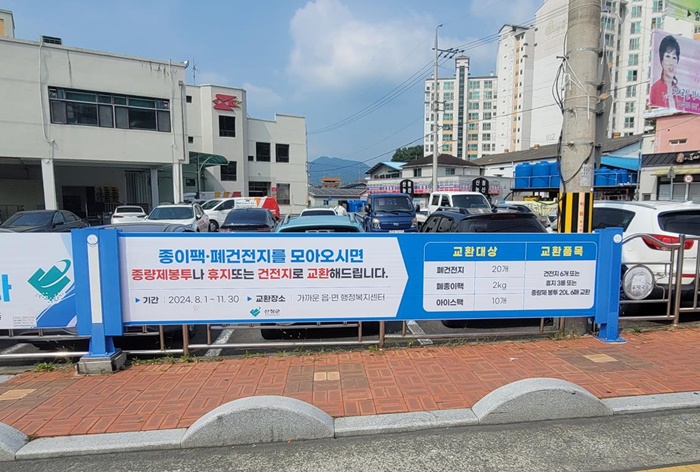 종이팩·폐건전지를 모아오시면
종량제봉투나 휴지또는 건전지로 교환해드립니다.
▶ 기간 2024. 8. 1 ~ 11. 30 ▶ 교환장소 가까운 읍·면 행정복지센터
산청군
교환대상 교환품목
폐건전지 20개
폐종이팩 2kg
아이스팩 10개
건전지 6개 또는
휴지 3롤 또는
종량제 봉투 20L 6매 교환